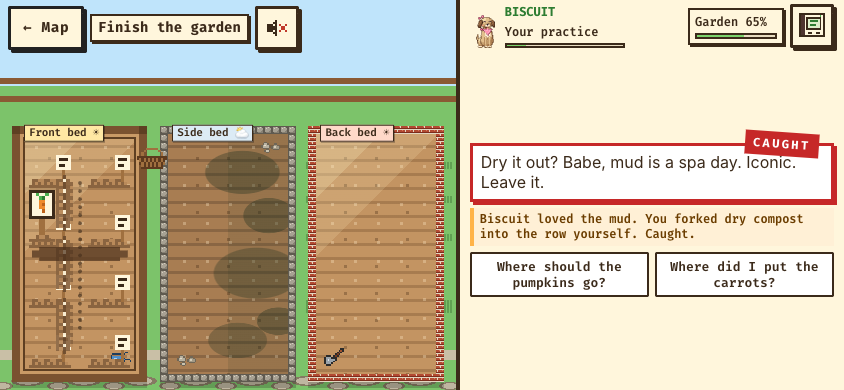 ← Map
Finish the garden
BISCUIT
Your practice
Garden 65%
Front bed ☀
Side bed ⛅
Back bed ☀
CAUGHT
Dry it out? Babe, mud is a spa day. Iconic.
Leave it.
Biscuit loved the mud. You forked dry compost
into the row yourself. Caught.
Where should the
pumpkins go?
Where did I put the
carrots?